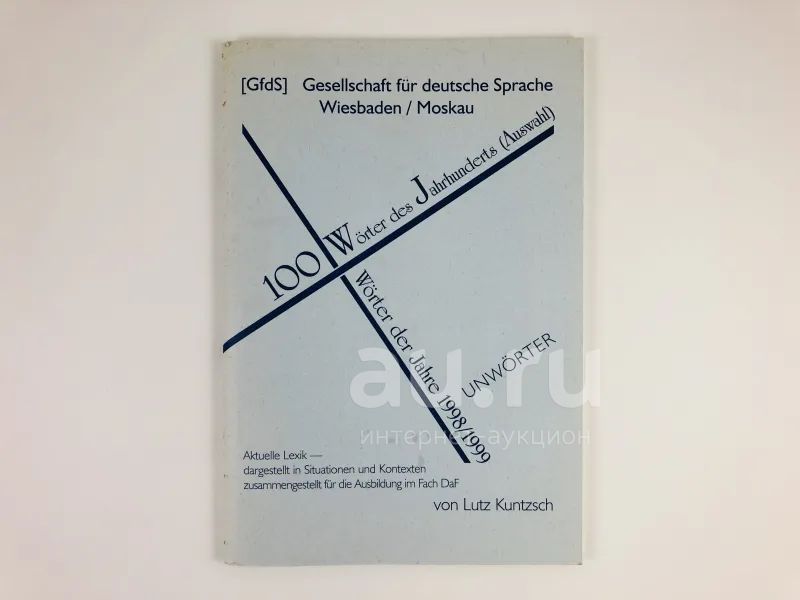 [GfdS] Gesellschaft für deutsche Sprache
Wiesbaden / Moskau
100 Wörter des Jahrhunderts (Auswahl)
Wörter der Jahre 1998/1999
UNWÖRTER
au.ru
интернет-аукцион
Aktuelle Lexik —
dargestellt in Situationen und Kontexten
zusammengestellt für die Ausbildung im Fach DaF
von Lutz Kuntzsch